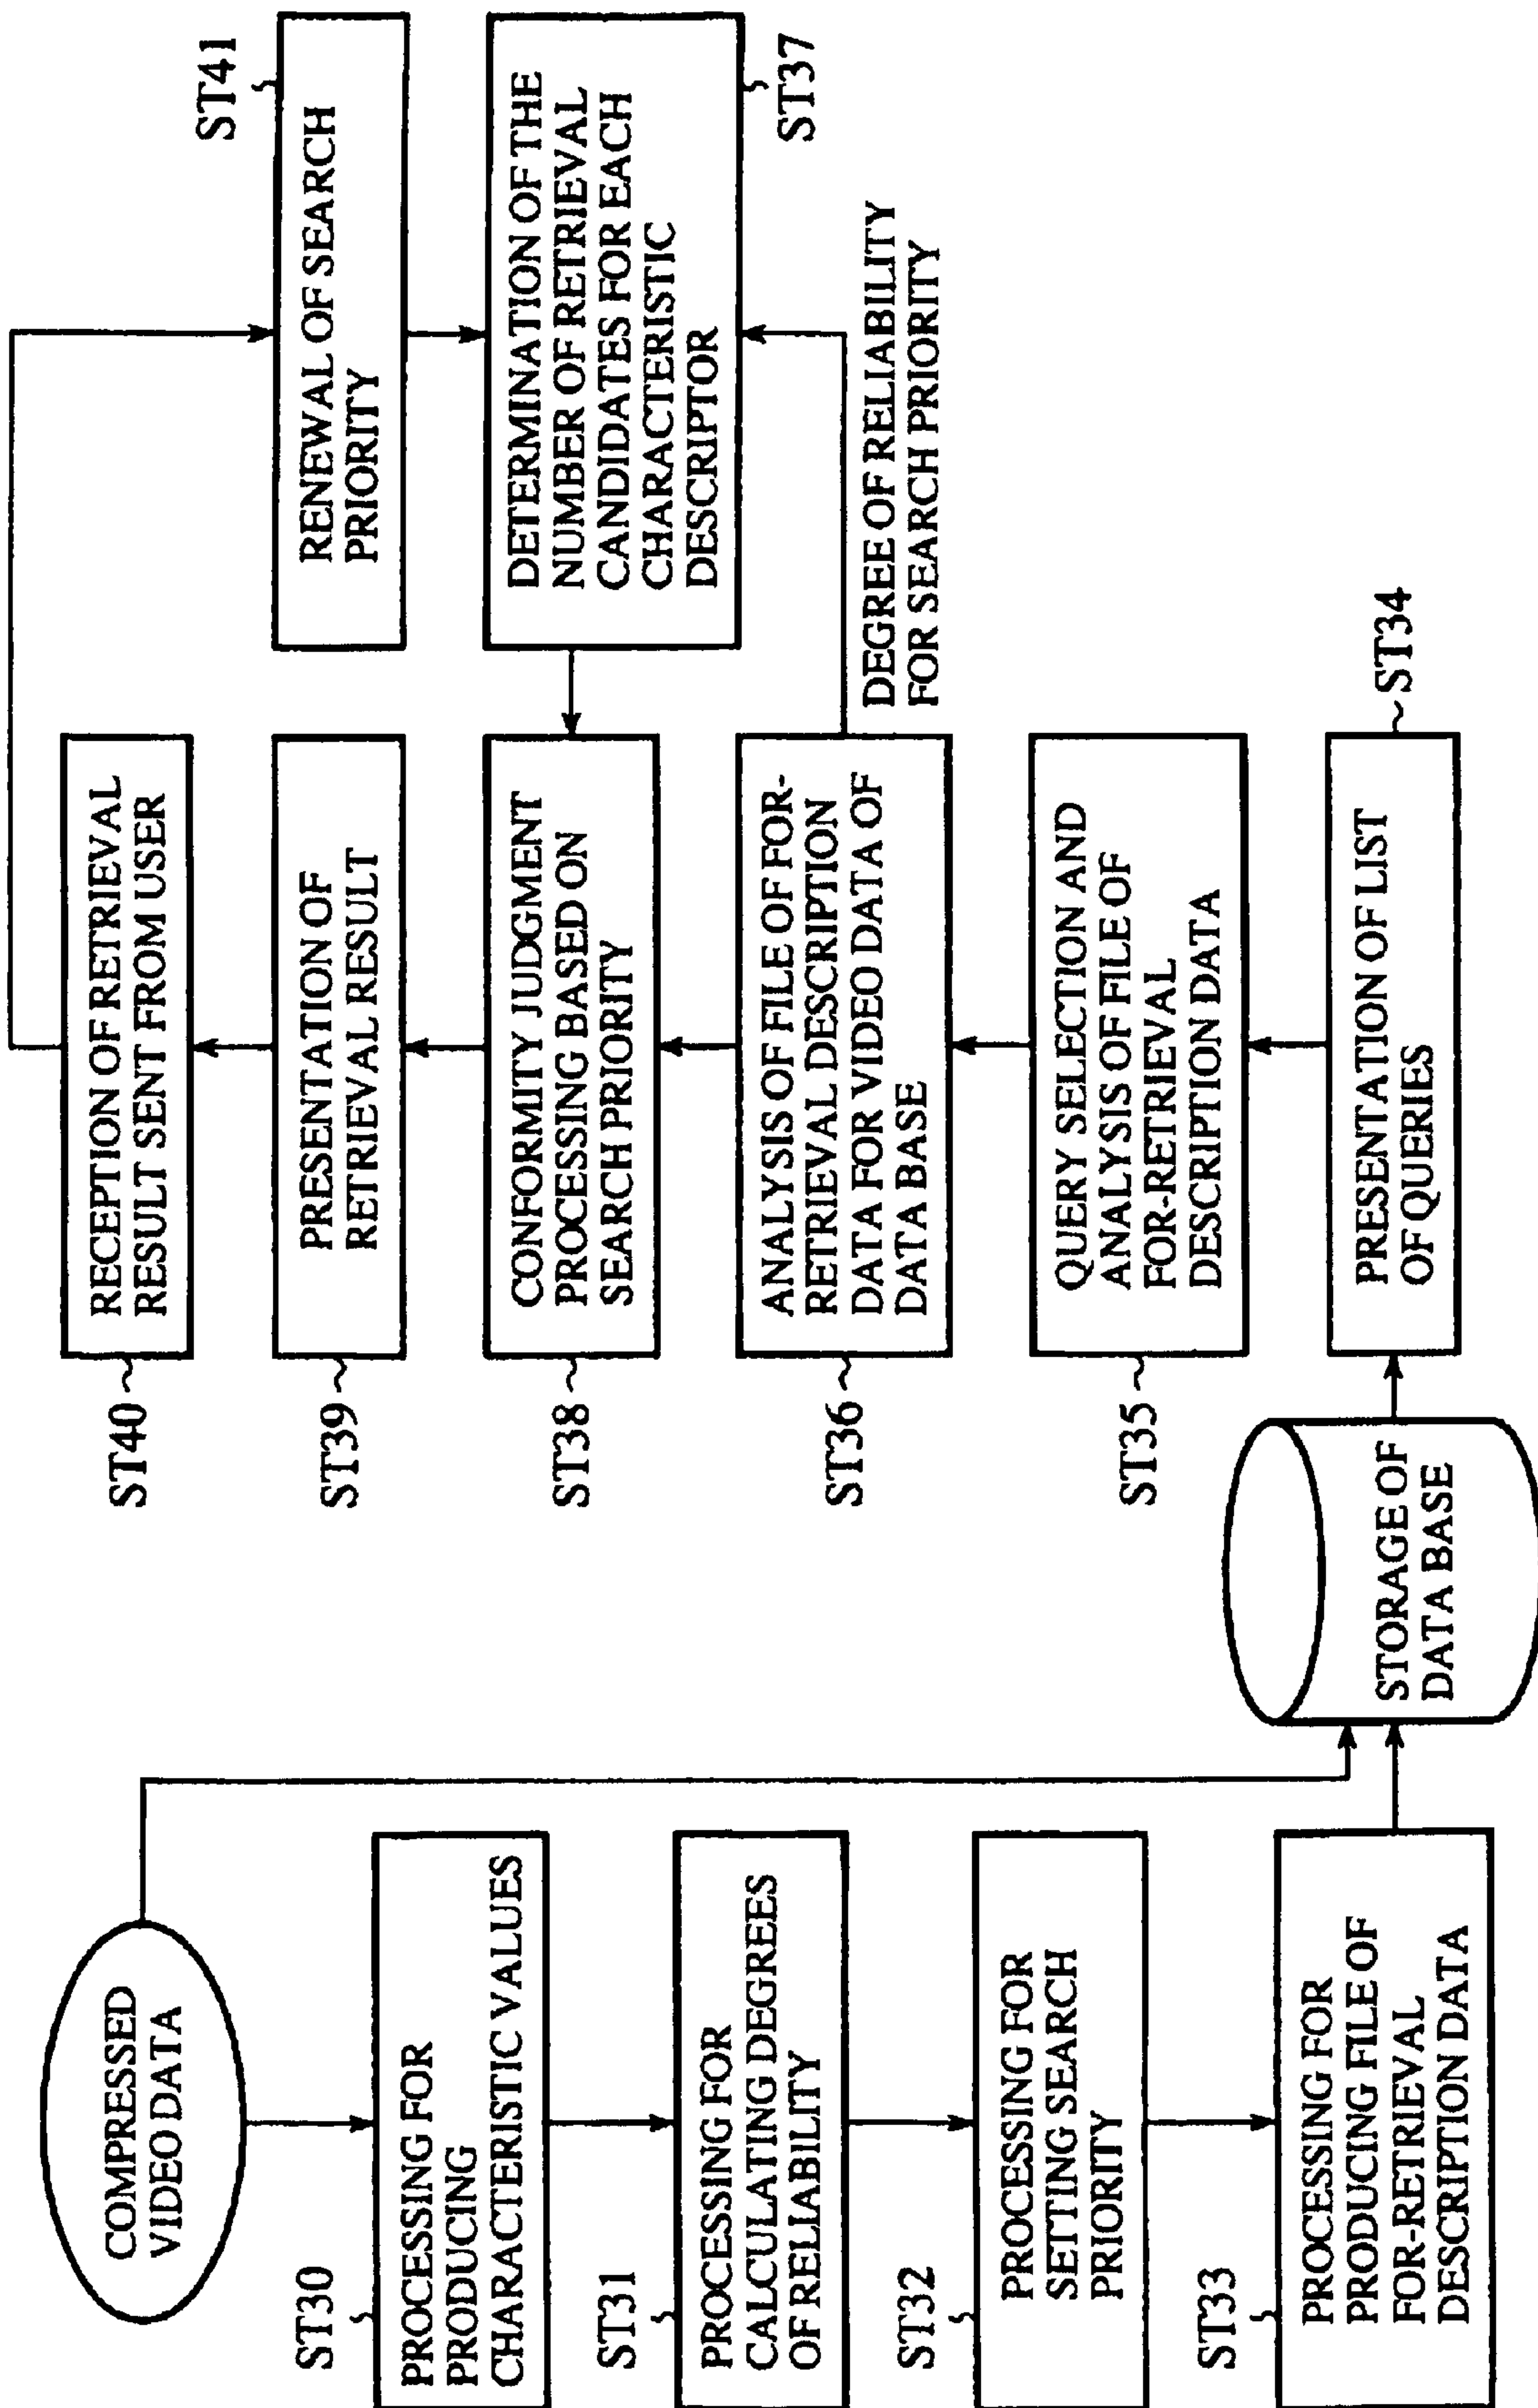 COMPRESSED
VIDEO DATA
ST30
PROCESSING FOR
PRODUCING
CHARACTERISTIC VALUES
ST31
PROCESSING FOR
CALCULATING DEGREES
OF RELIABILITY
ST32
PROCESSING FOR
SETTING SEARCH
PRIORITY
ST33
PROCESSING FOR
PRODUCING FILE OF
FOR-RETRIEVAL
DESCRIPTION DATA
STORAGE OF
DATA BASE
ST40
RECEPTION OF RETRIEVAL
RESULT SENT FROM USER
ST39
PRESENTATION OF
RETRIEVAL RESULT
ST38
CONFORMITY JUDGMENT
PROCESSING BASED ON
SEARCH PRIORITY
ST36
ANALYSIS OF FILE OF FOR-
RETRIEVAL DESCRIPTION
DATA FOR VIDEO DATA OF
DATA BASE
ST35
QUERY SELECTION AND
ANALYSIS OF FILE OF
FOR-RETRIEVAL
DESCRIPTION DATA
PRESENTATION OF LIST
OF QUERIES
ST34
ST41
RENEWAL OF SEARCH
PRIORITY
DETERMINATION OF THE
NUMBER OF RETRIEVAL
CANDIDATES FOR EACH
CHARACTERISTIC
DESCRIPTOR
ST37
DEGREE OF RELIABILITY
FOR SEARCH PRIORITY